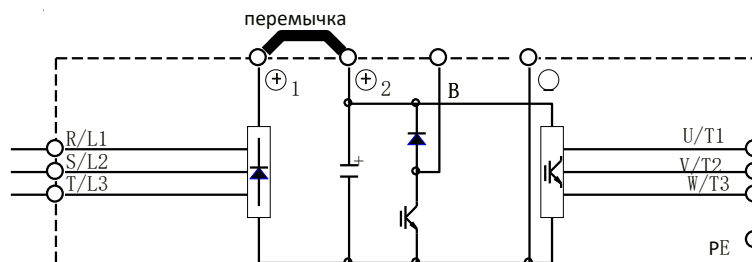 перемычка
⊕1 ⊕2 B ⊖
R/L1 U/T1
S/L2 V/T2
T/L3 W/T3
PE
+